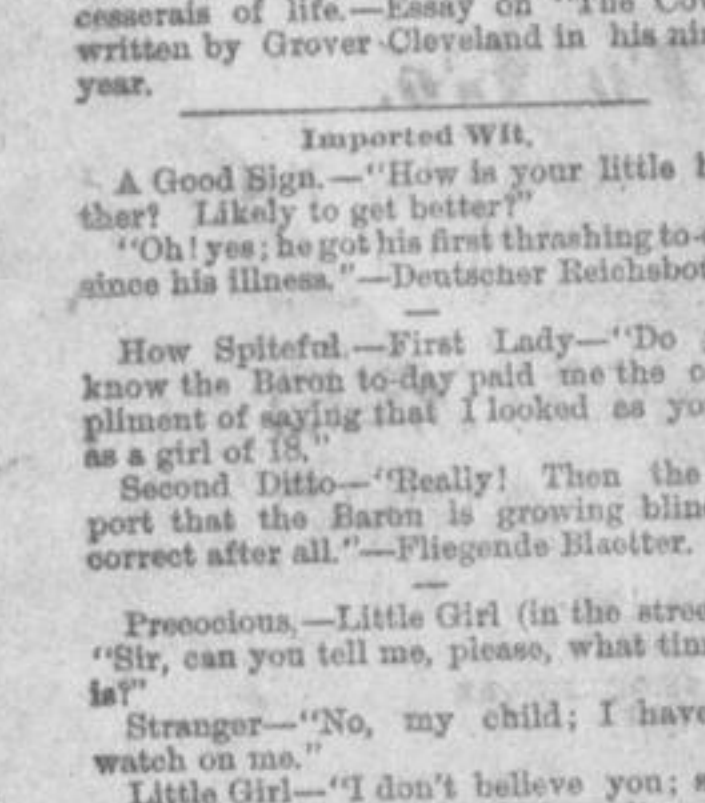 cesserais of life.—Essay on "The Cow
written by Grover Cleveland in his nin
year.
Imported Wit.
A Good Sign.—"How is your little b
ther? Likely to get better?"
"Oh! yes; he got his first thrashing to-d
since his illness."—Deutscher Reichsbot
How Spiteful.—First Lady—"Do
know the Baron to-day paid me the c
pliment of saying that I looked as yo
as a girl of 18."
Second Ditto—"Really! Then the
port that the Baron is growing blin
correct after all."—Fliegende Blaetter.
Precocious.—Little Girl (in the stree
"Sir, can you tell me, please, what tim
is?"
Stranger—"No, my child; I have
watch on me."
Little Girl—"I don't believe you; s